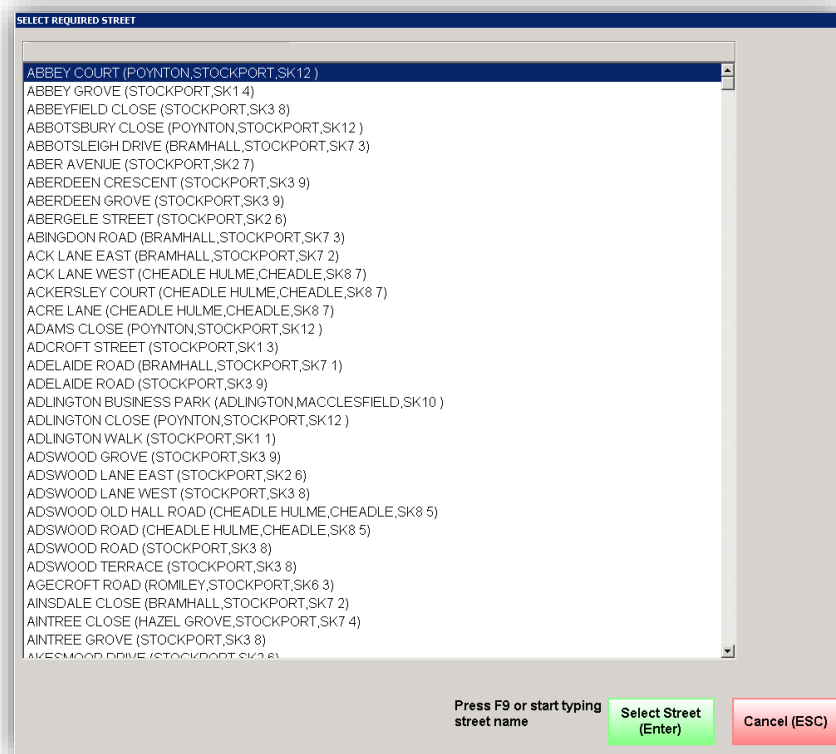 SELECT REQUIRED STREET
ABBEY COURT (POYNTON,STOCKPORT,SK12 )
ABBEY GROVE (STOCKPORT,SK1 4)
ABBEYFIELD CLOSE (STOCKPORT,SK3 8)
ABBOTSBURY CLOSE (POYNTON,STOCKPORT,SK12 )
ABBOTSLEIGH DRIVE (BRAMHALL,STOCKPORT,SK7 3)
ABER AVENUE (STOCKPORT,SK2 7)
ABERDEEN CRESCENT (STOCKPORT,SK3 9)
ABERDEEN GROVE (STOCKPORT,SK3 9)
ABERGELE STREET (STOCKPORT,SK2 6)
ABINGDON ROAD (BRAMHALL,STOCKPORT,SK7 3)
ACK LANE EAST (BRAMHALL,STOCKPORT,SK7 2)
ACK LANE WEST (CHEADLE HULME,CHEADLE,SK8 7)
ACKERSLEY COURT (CHEADLE HULME,CHEADLE,SK8 7)
ACRE LANE (CHEADLE HULME,CHEADLE,SK8 7)
ADAMS CLOSE (POYNTON,STOCKPORT,SK12 )
ADCROFT STREET (STOCKPORT,SK1 3)
ADELAIDE ROAD (BRAMHALL,STOCKPORT,SK7 1)
ADELAIDE ROAD (STOCKPORT,SK3 9)
ADLINGTON BUSINESS PARK (ADLINGTON,MACCLESFIELD,SK10 )
ADLINGTON CLOSE (POYNTON,STOCKPORT,SK12 )
ADLINGTON WALK (STOCKPORT,SK1 1)
ADSWOOD GROVE (STOCKPORT,SK3 9)
ADSWOOD LANE EAST (STOCKPORT,SK2 6)
ADSWOOD LANE WEST (STOCKPORT,SK3 8)
ADSWOOD OLD HALL ROAD (CHEADLE HULME,CHEADLE,SK8 5)
ADSWOOD ROAD (CHEADLE HULME,CHEADLE,SK8 5)
ADSWOOD ROAD (STOCKPORT,SK3 8)
ADSWOOD TERRACE (STOCKPORT,SK3 8)
AGECROFT ROAD (ROMILEY,STOCKPORT,SK6 3)
AINSDALE CLOSE (BRAMHALL,STOCKPORT,SK7 2)
AINTREE CLOSE (HAZEL GROVE,STOCKPORT,SK7 4)
AINTREE GROVE (STOCKPORT,SK3 8)
AKESMOOR DRIVE (STOCKPORT,SK2 6)
Press F9 or start typing
street name
Select Street
(Enter)
Cancel (ESC)